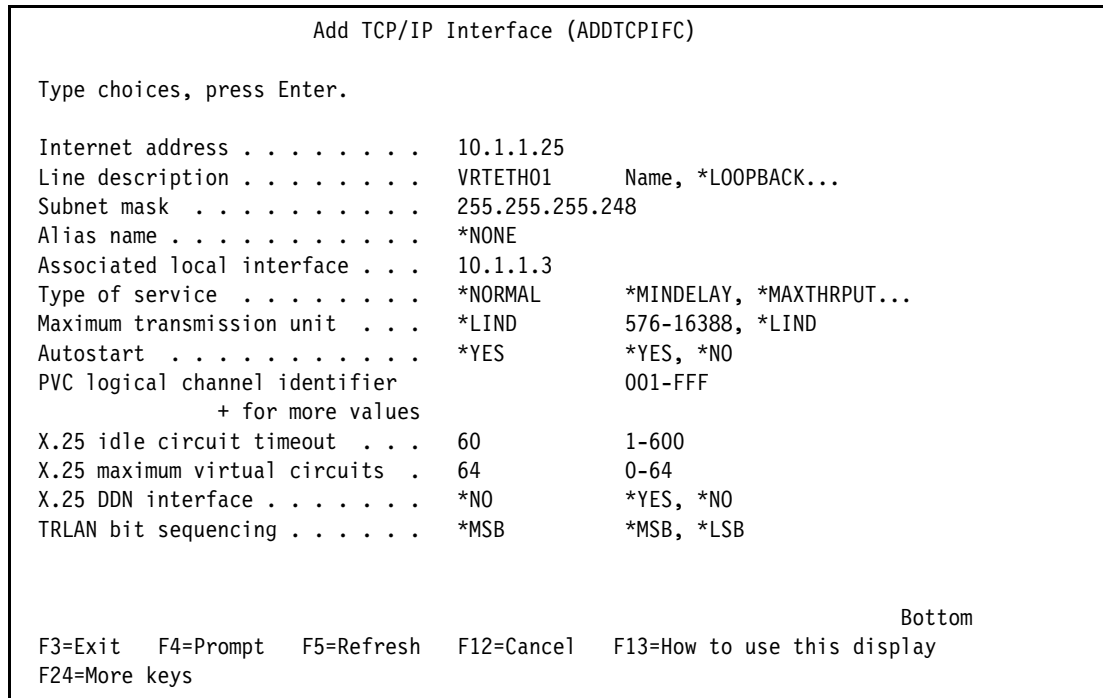 Add TCP/IP Interface (ADDTCPIFC)
Type choices, press Enter.
Internet address . . . . . . . . 10.1.1.25
Line description . . . . . . . . VRTETH01 Name, *LOOPBACK...
Subnet mask . . . . . . . . . . 255.255.255.248
Alias name . . . . . . . . . . . *NONE
Associated local interface . . . 10.1.1.3
Type of service . . . . . . . . *NORMAL *MINDELAY, *MAXTHRPUT...
Maximum transmission unit . . . *LIND 576-16388, *LIND
Autostart . . . . . . . . . . . *YES *YES, *NO
PVC logical channel identifier 001-FFF
+ for more values
X.25 idle circuit timeout . . . 60 1-600
X.25 maximum virtual circuits . 64 0-64
X.25 DDN interface . . . . . . . *NO *YES, *NO
TRLAN bit sequencing . . . . . . *MSB *MSB, *LSB
Bottom
F3=Exit F4=Prompt F5=Refresh F12=Cancel F13=How to use this display
F24=More keys